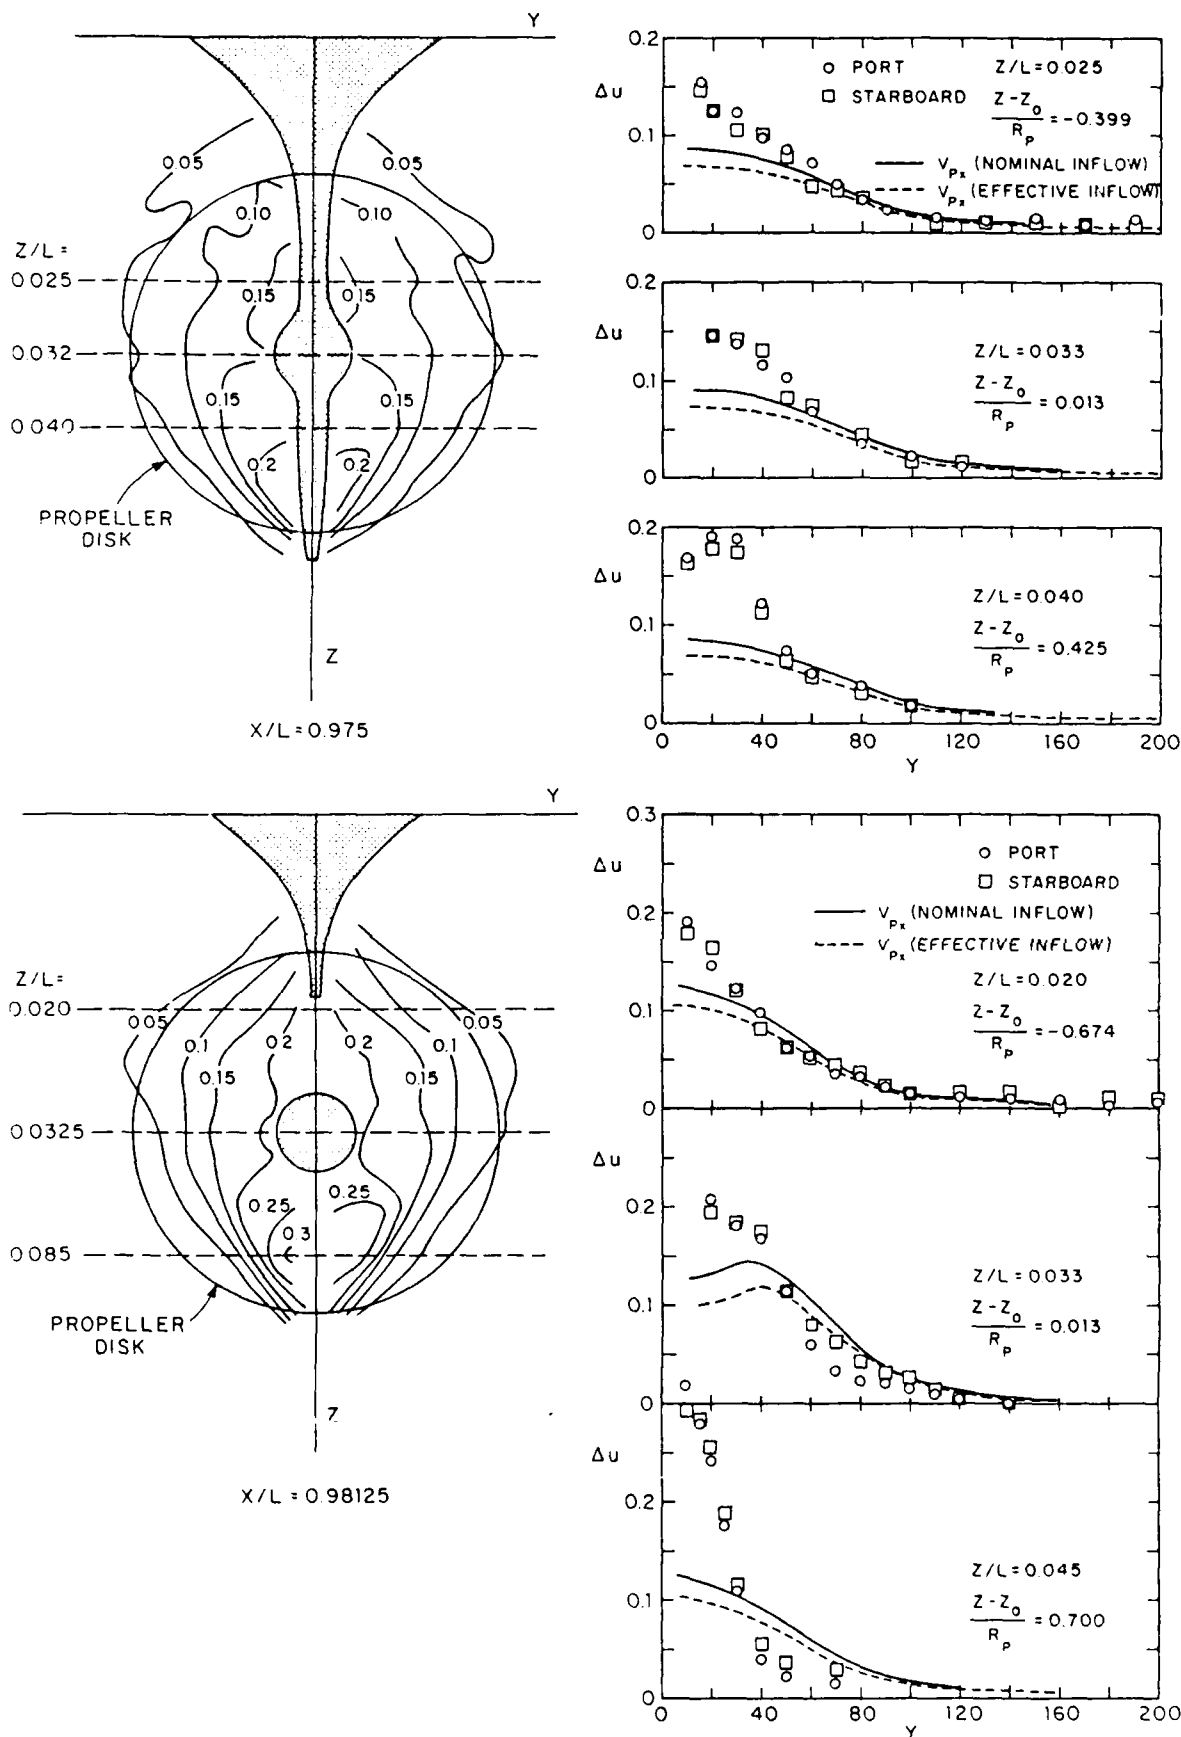 Y
0.05
0.05
0.10
0.10
Z/L=
0.025
0.15
0.15
0.032
0.15
0.15
0.040
0.2
0.2
PROPELLER
DISK
Z
X/L=0.975
0.2
Δu
0.1
0
○ PORT
□ STARBOARD
Z/L=0.025
Z-Z₀
/Rₚ =-0.399
Vₚₓ (NOMINAL INFLOW)
Vₚₓ (EFFECTIVE INFLOW)
0.2
Δu
0.1
0
Z/L=0.033
Z-Z₀
/Rₚ = 0.013
0.2
Δu
0.1
0
Z/L=0.040
Z-Z₀
/Rₚ = 0.425
0 40 80 120 160 200
Y
Y
Z/L=
0.020
0.05
0.05
0.1 0.2 0.2 0.1
0.15
0.15
0.0325
0.25
0.25
0.3
0.085
PROPELLER
DISK
Z
X/L=0.98125
0.3
Δu
0.2
0.1
0
○ PORT
□ STARBOARD
Vₚₓ (NOMINAL INFLOW)
Vₚₓ (EFFECTIVE INFLOW)
Z/L=0.020
Z-Z₀
/Rₚ =-0.674
Δu
0.2
0.1
0
Z/L=0.033
Z-Z₀
/Rₚ = 0.013
Δu
0.2
0.1
0
Z/L=0.045
Z-Z₀
/Rₚ = 0.700
0 40 80 120 160 200
Y